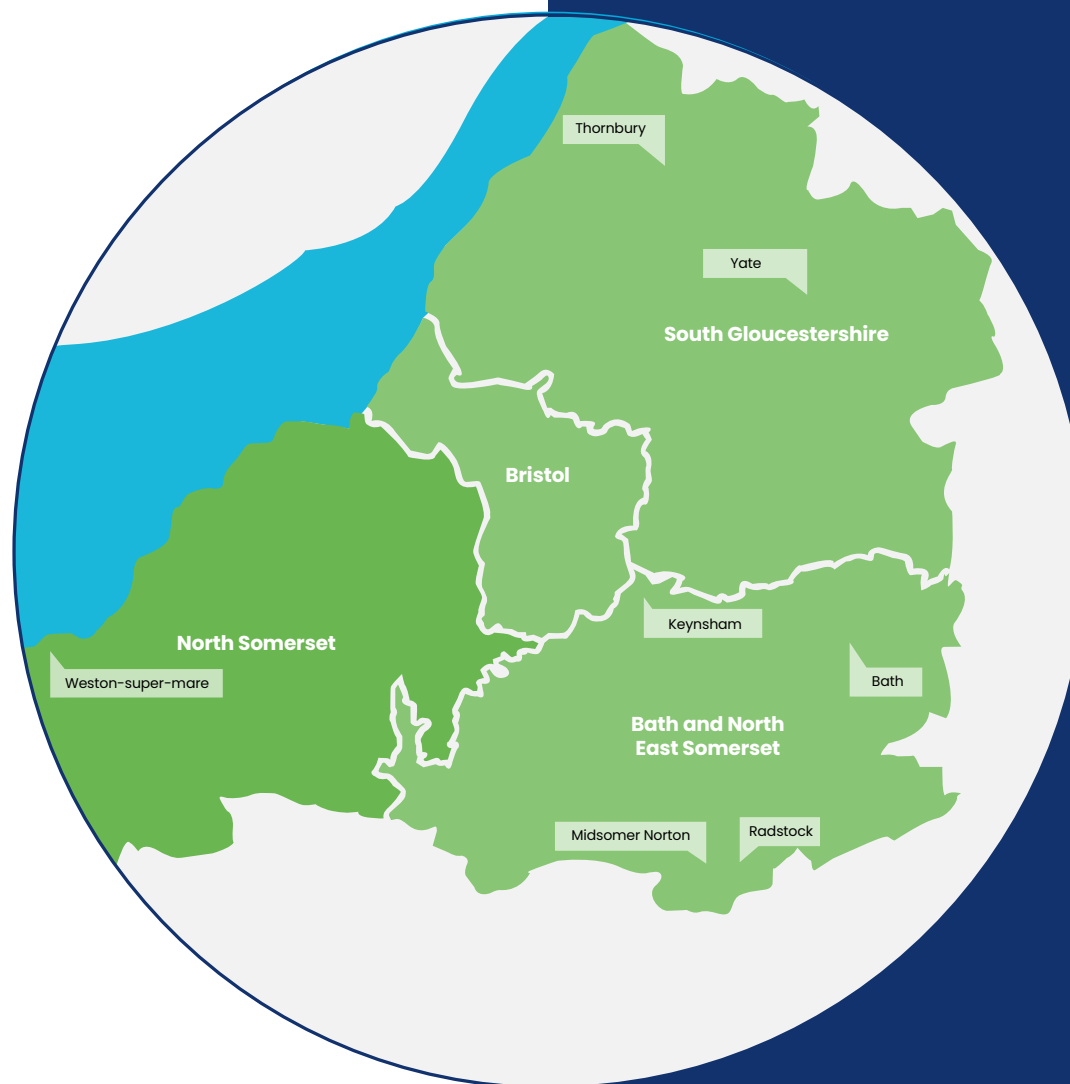 Thornbury
Yate
South Gloucestershire
Bristol
Keynsham
North Somerset
Weston-super-mare
Bath
Bath and North
East Somerset
Midsomer Norton
Radstock